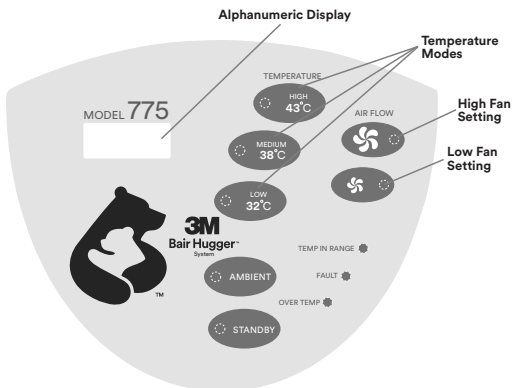 Alphanumeric Display
Temperature
Modes
TEMPERATURE
HIGH
43°C
MODEL 775
AIR FLOW
High Fan
Setting
MEDIUM
38°C
Low Fan
Setting
LOW
32°C
3M
Bair Hugger™
System
TEMP IN RANGE
AMBIENT
FAULT
™
OVER TEMP
STANDBY